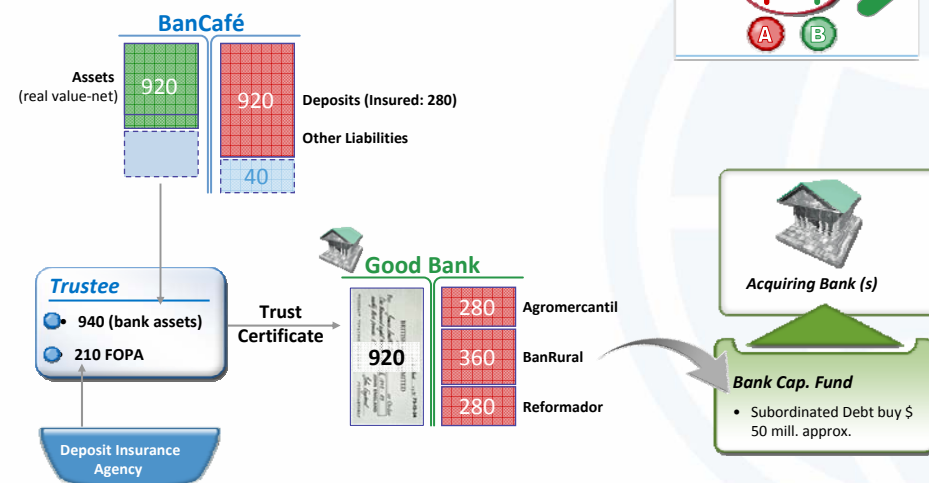 A B
BanCafé
Assets
(real value-net)
920
920
Deposits (Insured: 280)
Other Liabilities
40
Trustee
• 940 (bank assets)
210 FOPA
Deposit Insurance
Agency
Trust
Certificate
Good Bank
920
280
Agromercantil
360
BanRural
280
Reformador
Acquiring Bank (s)
Bank Cap. Fund
• Subordinated Debt buy $
50 mill. approx.